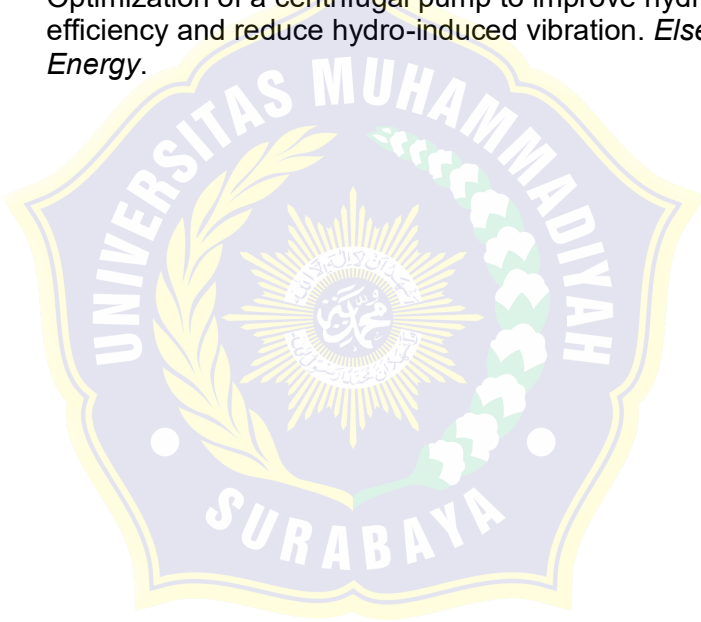 Optimization of a centrifugal pump to improve hydr
efficiency and reduce hydro-induced vibration. Else
Energy.
UNIVERSITAS MUHAMMADIYAH
SURABAYA